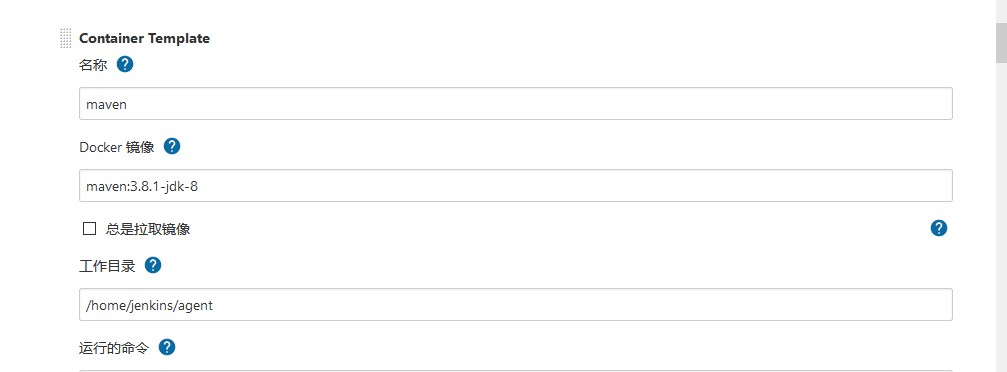 Container Template
名称 ?
maven
Docker 镜像 ?
maven:3.8.1-jdk-8
总是拉取镜像 ?
工作目录 ?
/home/jenkins/agent
运行的命令 ?